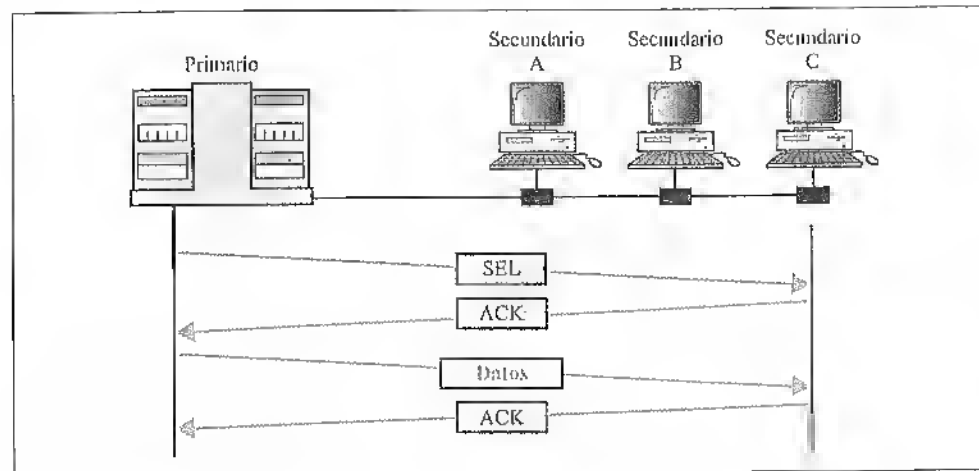 Primario
Secundario
A
Secundario
B
Secundario
C
SEL
ACK
Datos
ACK